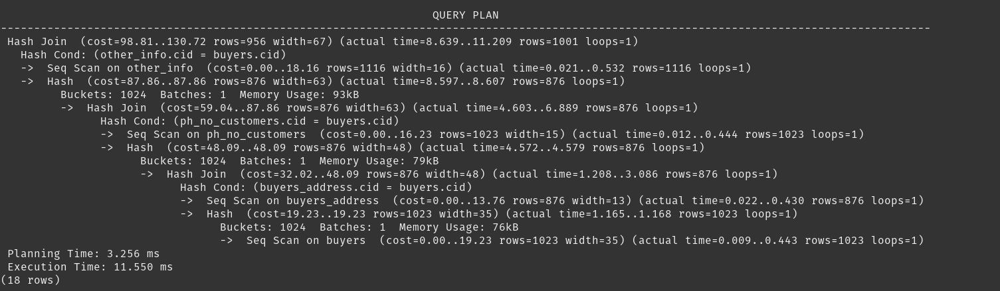 QUERY PLAN
--------------------------------------------------------------------------------------------------------------------------------------------
Hash Join  (cost=98.81..130.72 rows=956 width=67) (actual time=8.639..11.209 rows=1001 loops=1)
  Hash Cond: (other_info.cid = buyers.cid)
  ->  Seq Scan on other_info  (cost=0.00..18.16 rows=1116 width=16) (actual time=0.021..0.532 rows=1116 loops=1)
  ->  Hash  (cost=87.86..87.86 rows=876 width=63) (actual time=8.597..8.607 rows=876 loops=1)
        Buckets: 1024  Batches: 1  Memory Usage: 93kB
        ->  Hash Join  (cost=59.04..87.86 rows=876 width=63) (actual time=4.603..6.889 rows=876 loops=1)
              Hash Cond: (ph_no_customers.cid = buyers.cid)
              ->  Seq Scan on ph_no_customers  (cost=0.00..16.23 rows=1023 width=15) (actual time=0.012..0.444 rows=1023 loops=1)
              ->  Hash  (cost=48.09..48.09 rows=876 width=48) (actual time=4.572..4.579 rows=876 loops=1)
                    Buckets: 1024  Batches: 1  Memory Usage: 79kB
                    ->  Hash Join  (cost=32.02..48.09 rows=876 width=48) (actual time=1.208..3.086 rows=876 loops=1)
                          Hash Cond: (buyers_address.cid = buyers.cid)
                          ->  Seq Scan on buyers_address  (cost=0.00..13.76 rows=876 width=13) (actual time=0.022..0.430 rows=876 loops=1)
                          ->  Hash  (cost=19.23..19.23 rows=1023 width=35) (actual time=1.165..1.168 rows=1023 loops=1)
                                Buckets: 1024  Batches: 1  Memory Usage: 76kB
                                ->  Seq Scan on buyers  (cost=0.00..19.23 rows=1023 width=35) (actual time=0.009..0.443 rows=1023 loops=1)
Planning Time: 3.256 ms
Execution Time: 11.550 ms
(18 rows)